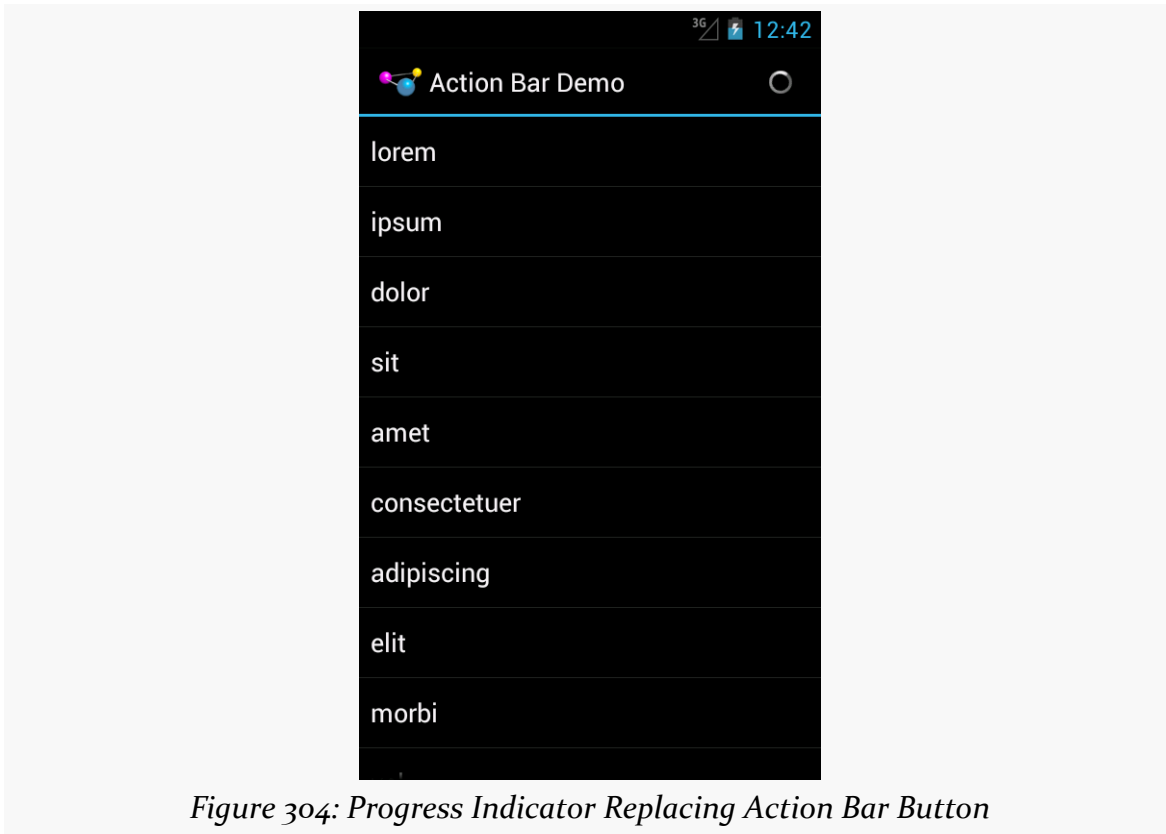 3G 12:42
Action Bar Demo
lorem
ipsum
dolor
sit
amet
consectetuer
adipiscing
elit
morbi
Figure 304: Progress Indicator Replacing Action Bar Button